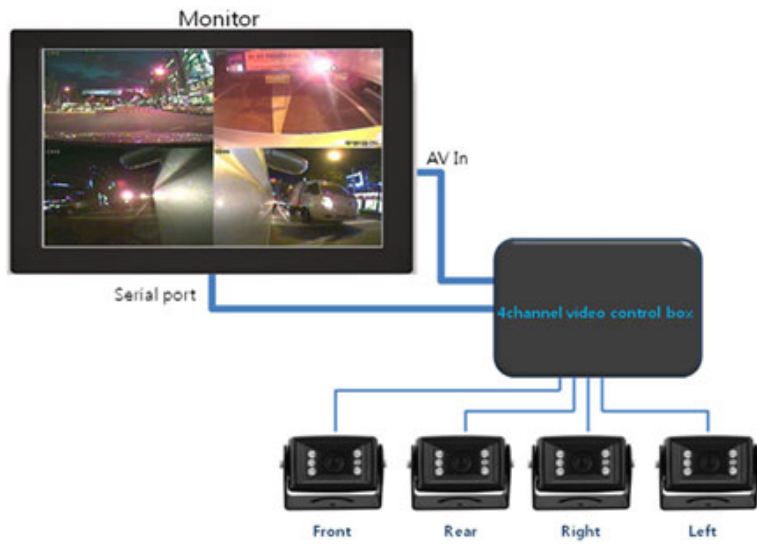 Monitor
AV In
Serial port
4channel video control box
Front
Rear
Right
Left